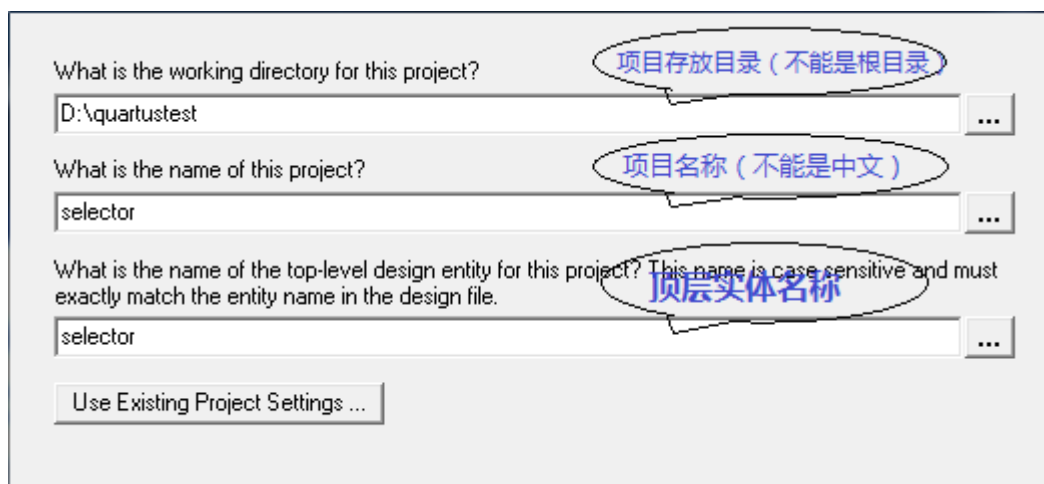 What is the working directory for this project?
项目存放目录（不能是根目录）
D:\quartustest
...
What is the name of this project?
项目名称（不能是中文）
selector
...
What is the name of the top-level design entity for this project? This name is case sensitive and must
exactly match the entity name in the design file.
顶层实体名称
selector
...
Use Existing Project Settings ...